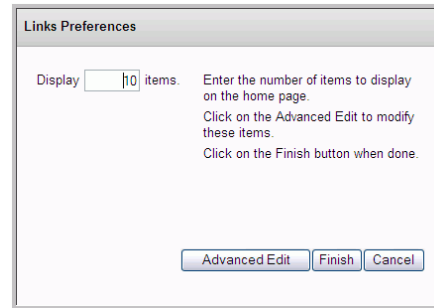 Links Preferences
Display 10 items.
Enter the number of items to display
on the home page.
Click on the Advanced Edit to modify
these items.
Click on the Finish button when done.
Advanced Edit Finish Cancel